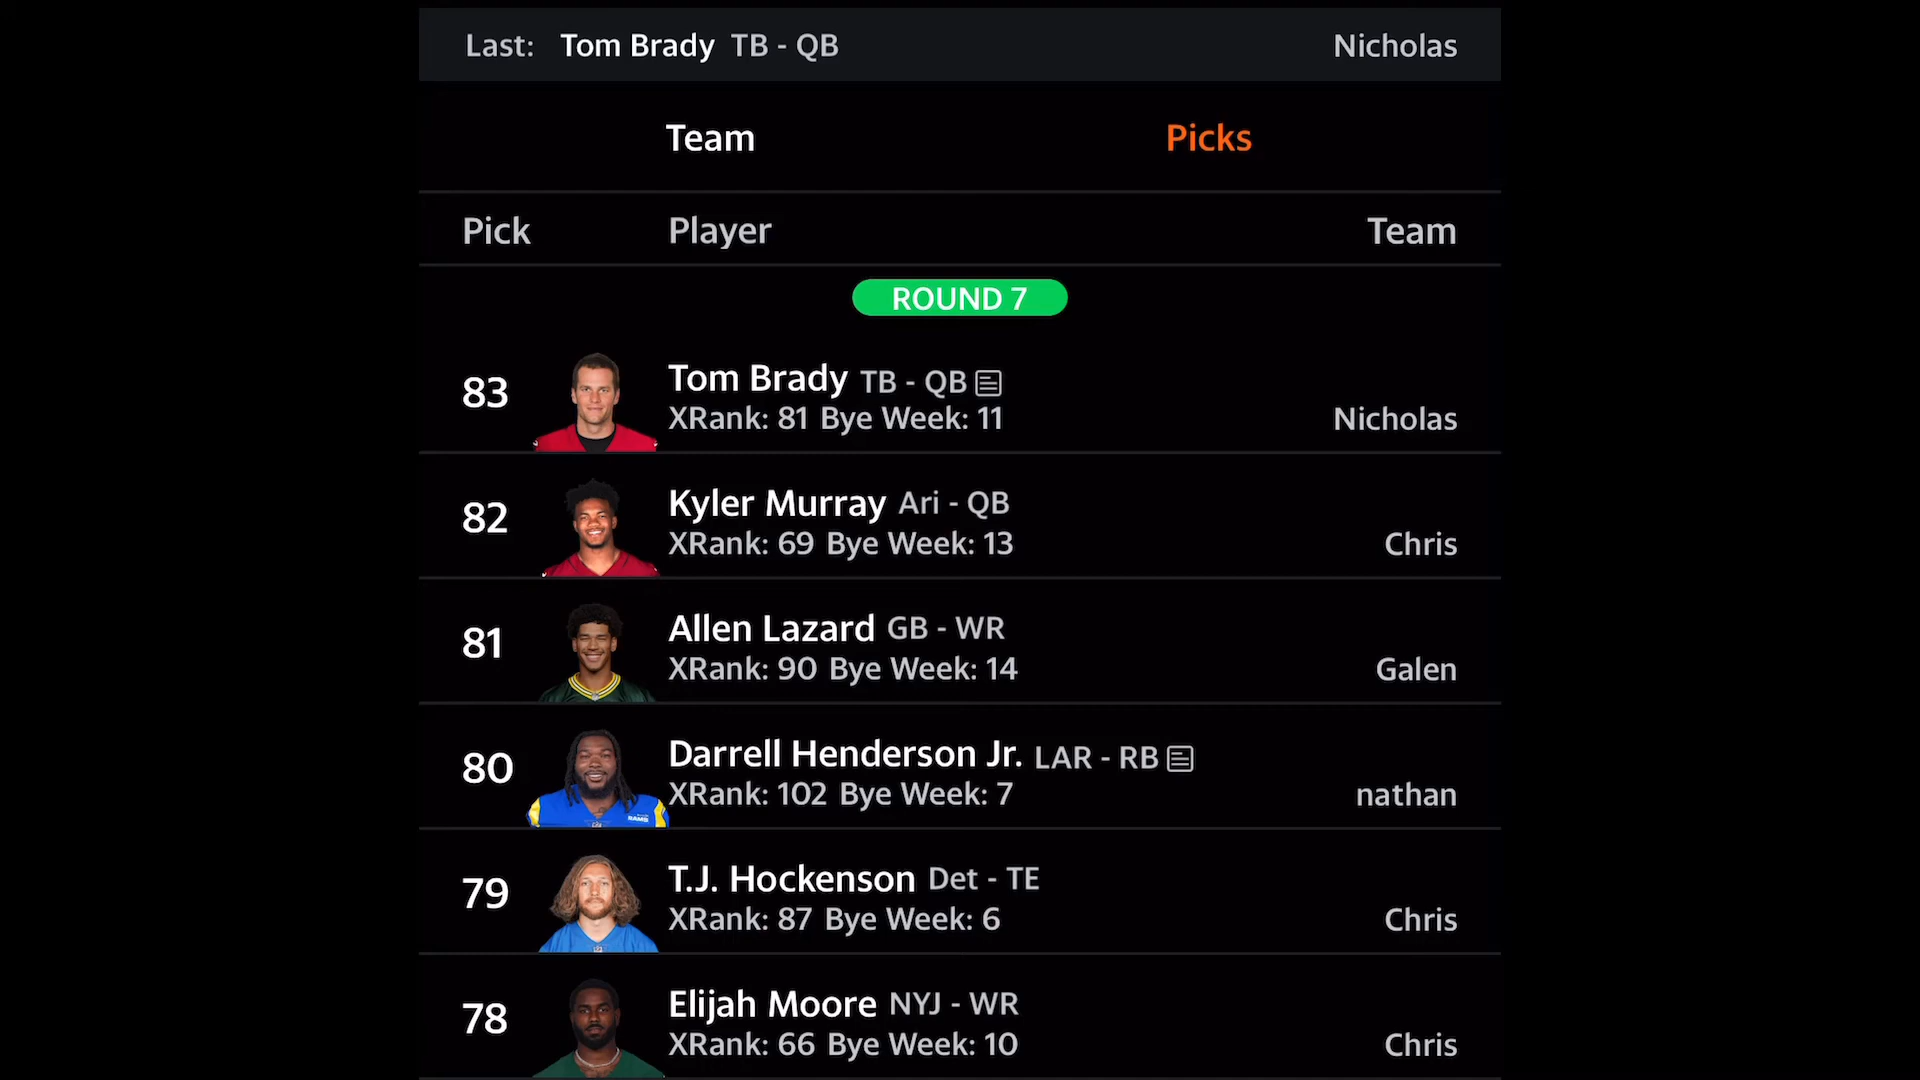 Last: Tom Brady TB - QB Nicholas
Team Picks
Pick Player Team
ROUND 7
83 Tom Brady TB - QB
XRank: 81 Bye Week: 11 Nicholas
82 Kyler Murray Ari - QB
XRank: 69 Bye Week: 13 Chris
81 Allen Lazard GB - WR
XRank: 90 Bye Week: 14 Galen
80 Darrell Henderson Jr. LAR - RB
XRank: 102 Bye Week: 7 nathan
RAMS
79 T.J. Hockenson Det - TE
XRank: 87 Bye Week: 6 Chris
78 Elijah Moore NYJ - WR
XRank: 66 Bye Week: 10 Chris